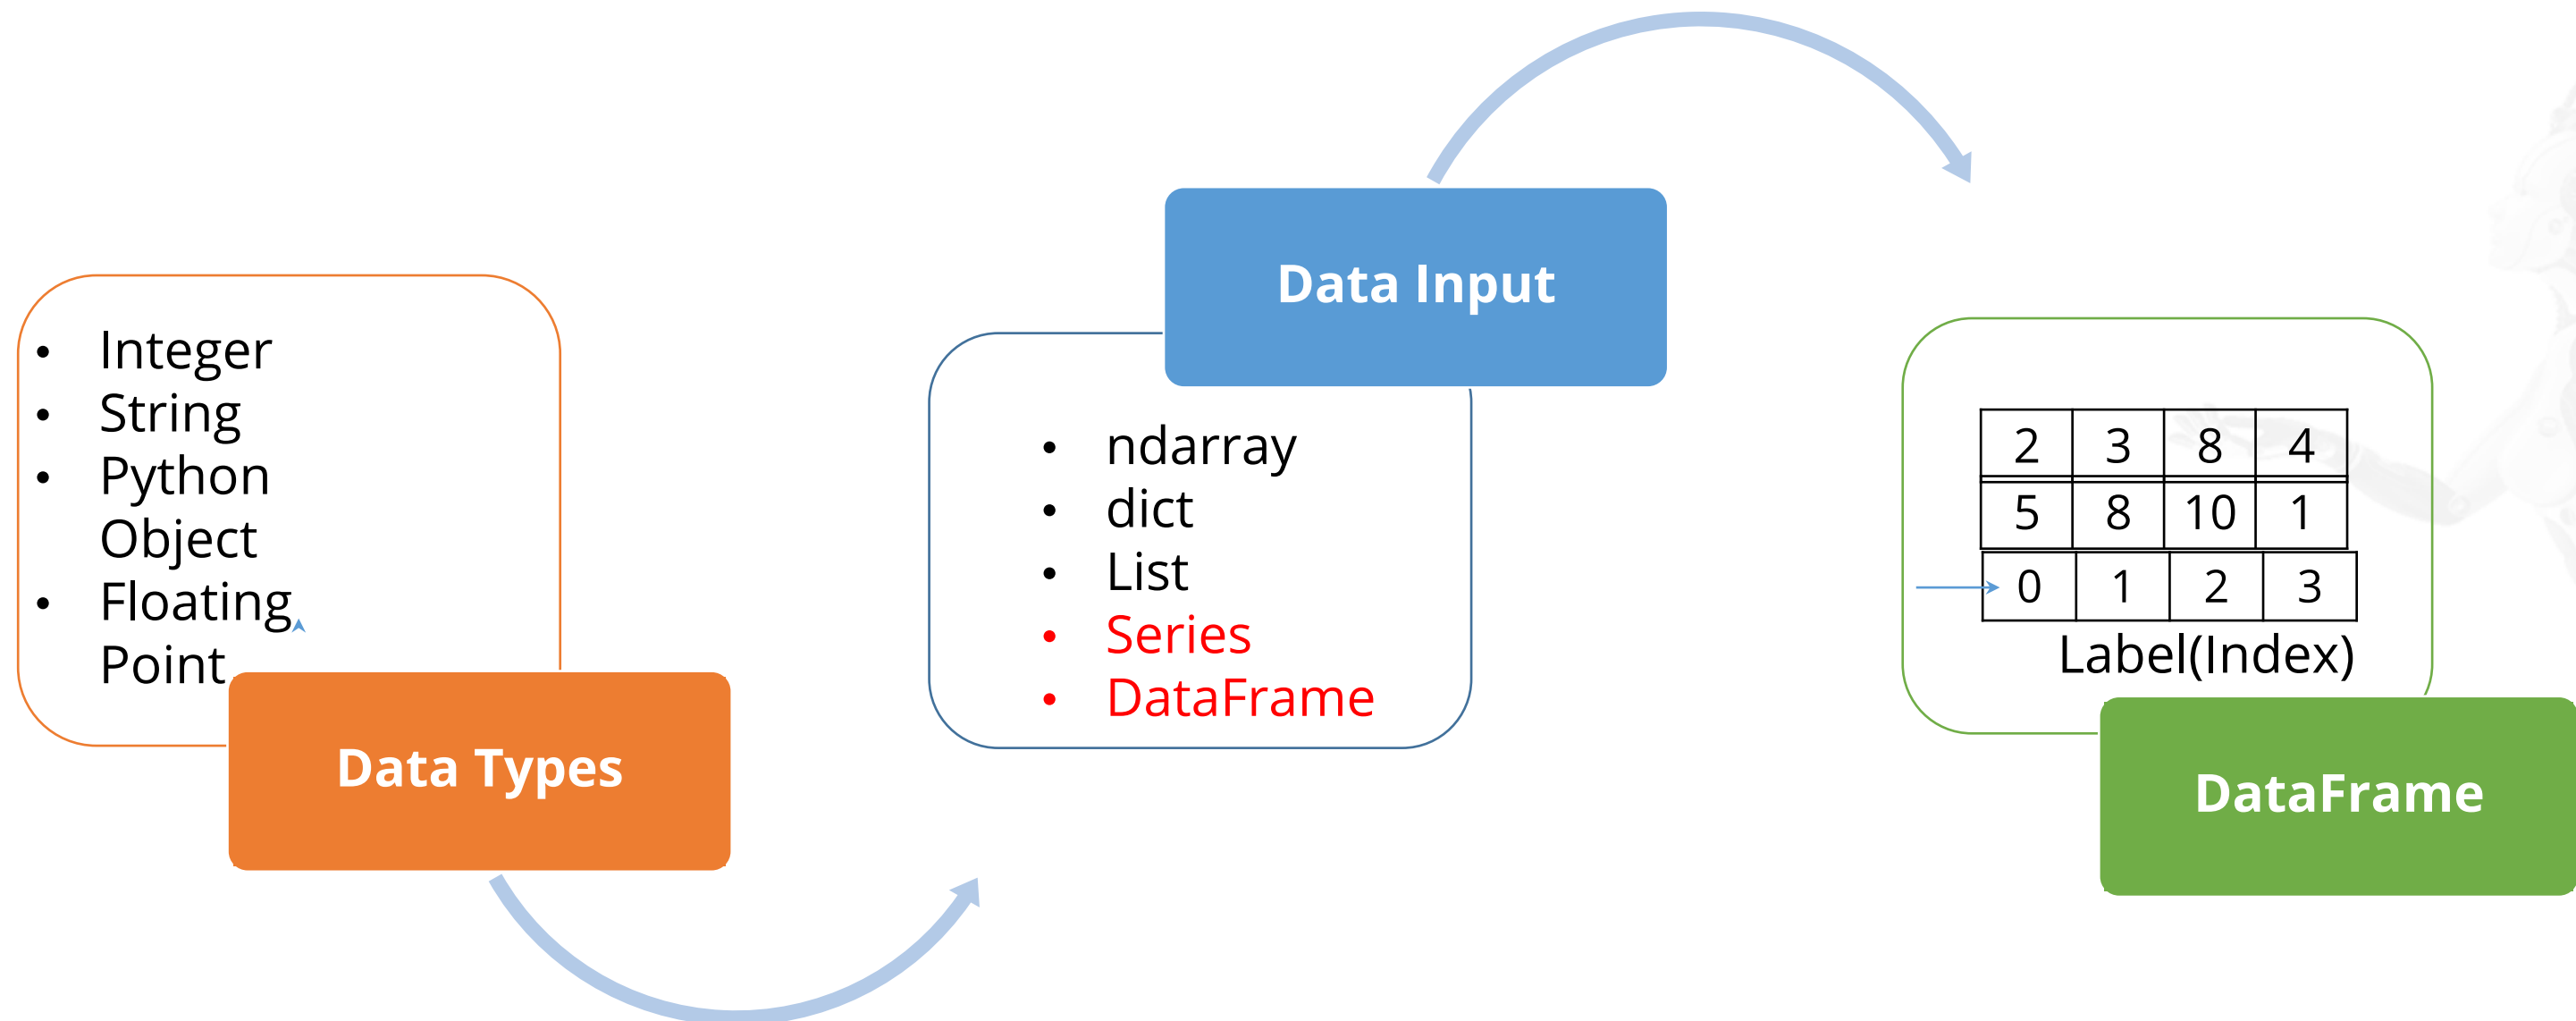 • Integer
• String
• Python
Object
• Floating
Point
Data Types
Data Input
• ndarray
• dict
• List
• Series
• DataFrame
2 3 8 4
5 8 10 1
0 1 2 3
Label(Index)
DataFrame